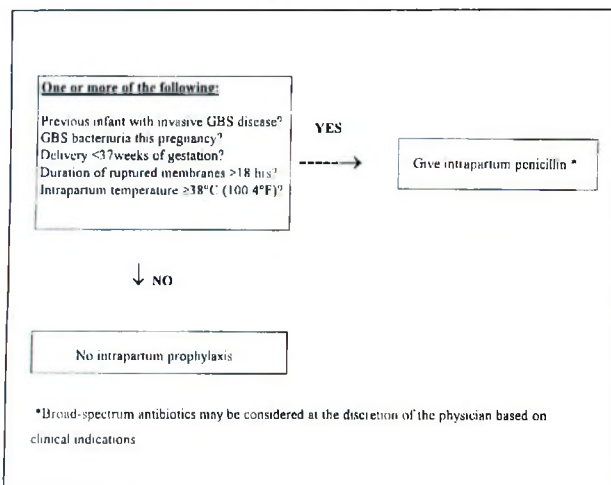 One or more of the following:
Previous infant with invasive GBS disease?
GBS bacteriuria this pregnancy?
Delivery <37weeks of gestation?
Duration of ruptured membranes >18 hrs?
Intrapartum temperature ≥38°C (100 4°F)?
YES
Give intrapartum penicillin *
NO
No intrapartum prophylaxis
*Broad-spectrum antibiotics may be considered at the discretion of the physician based on
clinical indications